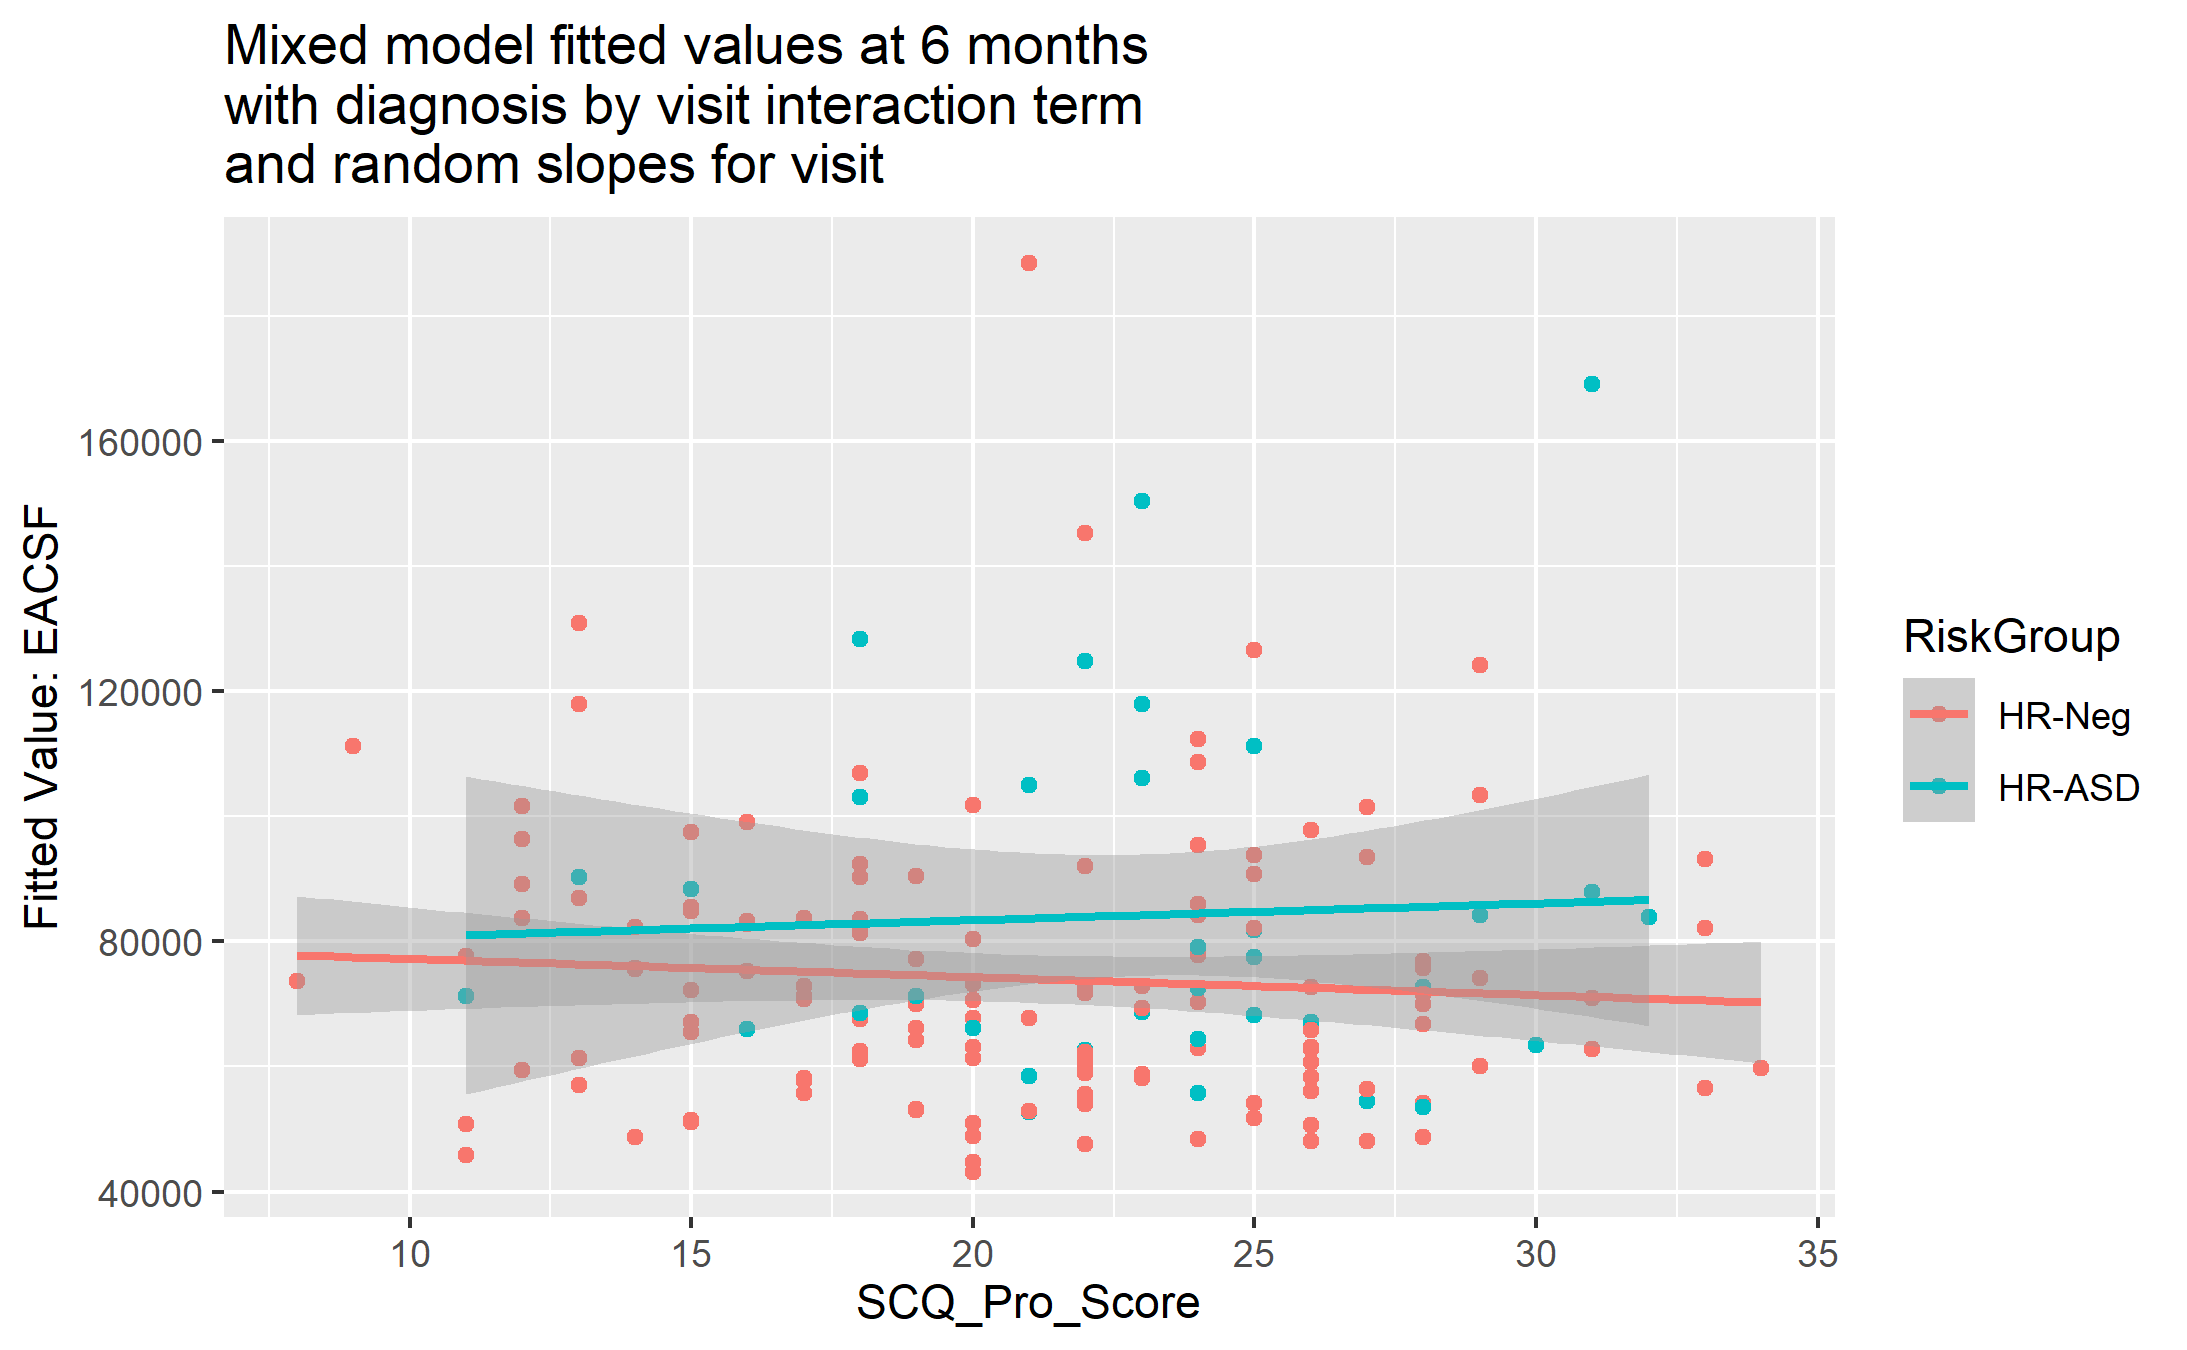 Mixed model fitted values at 6 months
with diagnosis by visit interaction term
and random slopes for visit
Fitted Value: EACSF
160000
120000
80000
40000
10
15
20
25
30
35
SCQ_Pro_Score
RiskGroup
HR-Neg
HR-ASD